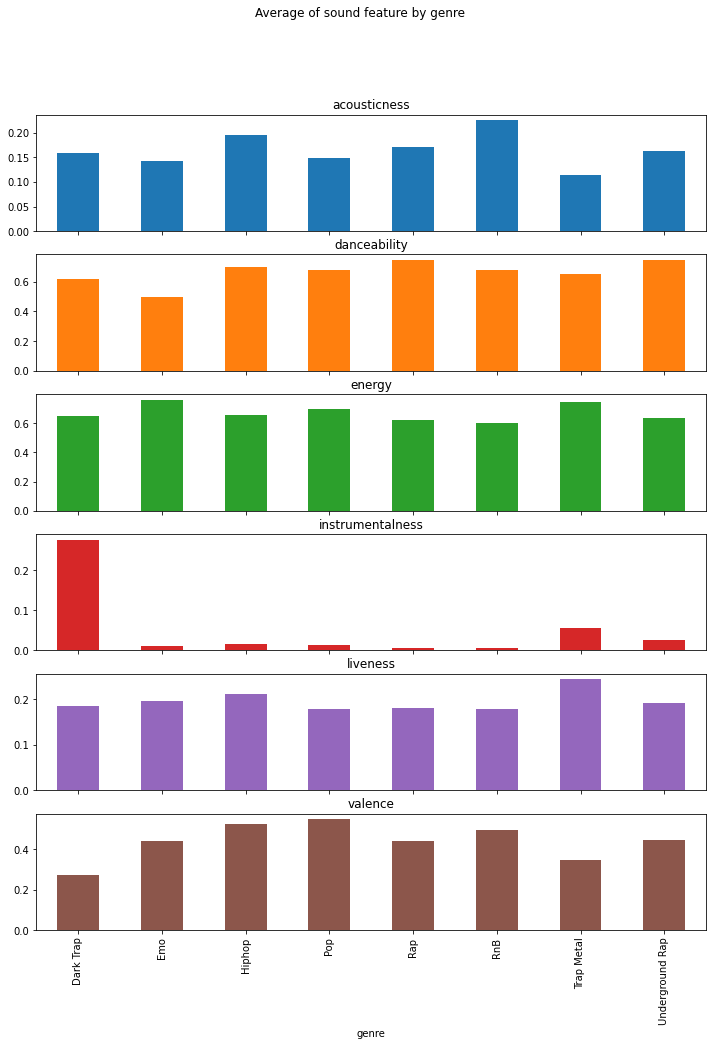 Average of sound feature by genre
acousticness
0.20
0.15
0.10
0.05
0.00
danceability
0.6
0.4
0.2
0.0
energy
0.6
0.4
0.2
0.0
instrumentalness
0.2
0.1
0.0
liveness
0.2
0.1
0.0
valence
0.4
0.2
0.0
Dark Trap
Emo
Hiphop
Pop
Rap
RnB
Trap Metal
Underground Rap
genre